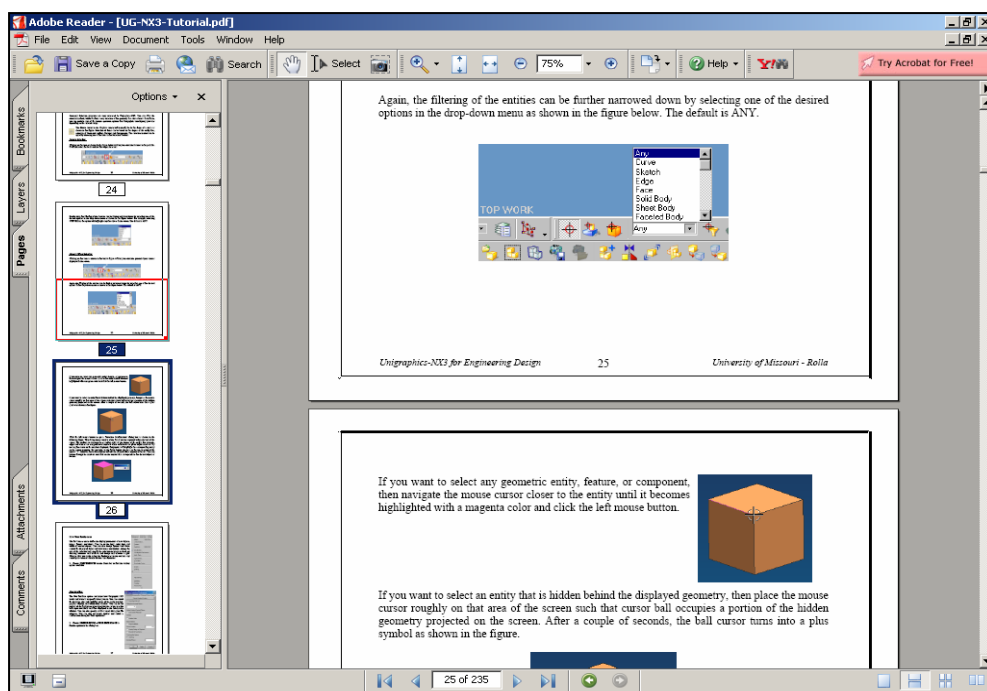 Adobe Reader - [UG-NX3-Tutorial.pdf]
File Edit View Document Tools Window Help
Save a Copy Search Select 75% Help Y! Try Acrobat for Free!
Options x
Bookmarks
Layers
Pages
Attachments
Comments
24
25
26
Again, the filtering of the entities can be further narrowed down by selecting one of the desired
options in the drop-down menu as shown in the figure below. The default is ANY.
Any
Curve
Sketch
Edge
Face
Solid Body
Sheet Body
Faceted Body
TOP WORK
Any
Unigraphics-NX3 for Engineering Design 25 University of Missouri - Rolla
If you want to select any geometric entity, feature, or component,
then navigate the mouse cursor closer to the entity until it becomes
highlighted with a magenta color and click the left mouse button.
If you want to select an entity that is hidden behind the displayed geometry, then place the mouse
cursor roughly on that area of the screen such that cursor ball occupies a portion of the hidden
geometry projected on the screen. After a couple of seconds, the ball cursor turns into a plus
symbol as shown in the figure.
25 of 235